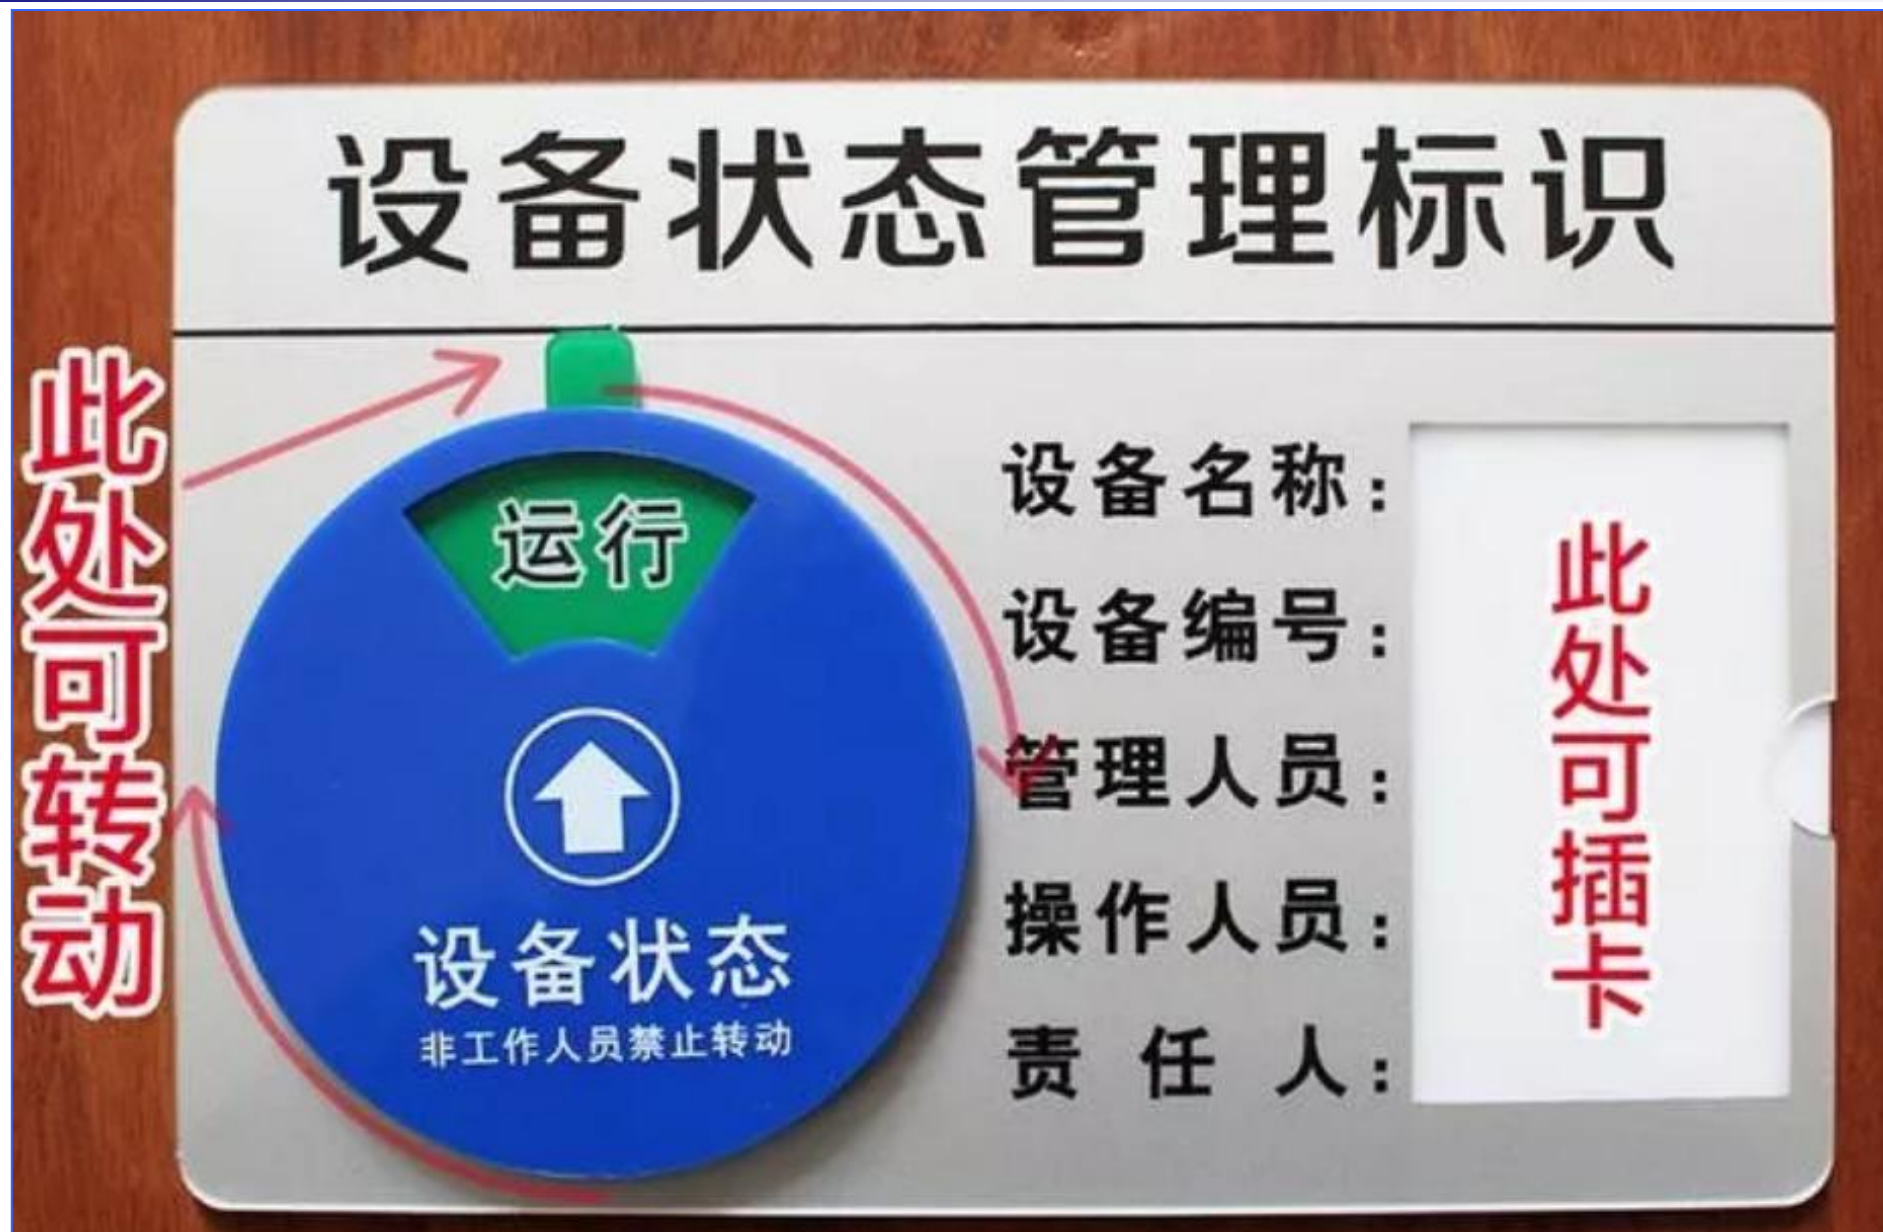 设备状态管理标识
此处可转动
运行
设备状态
非工作人员禁止转动
设备名称：
设备编号：
管理人员：
操作人员：
责任人：
此处可插卡